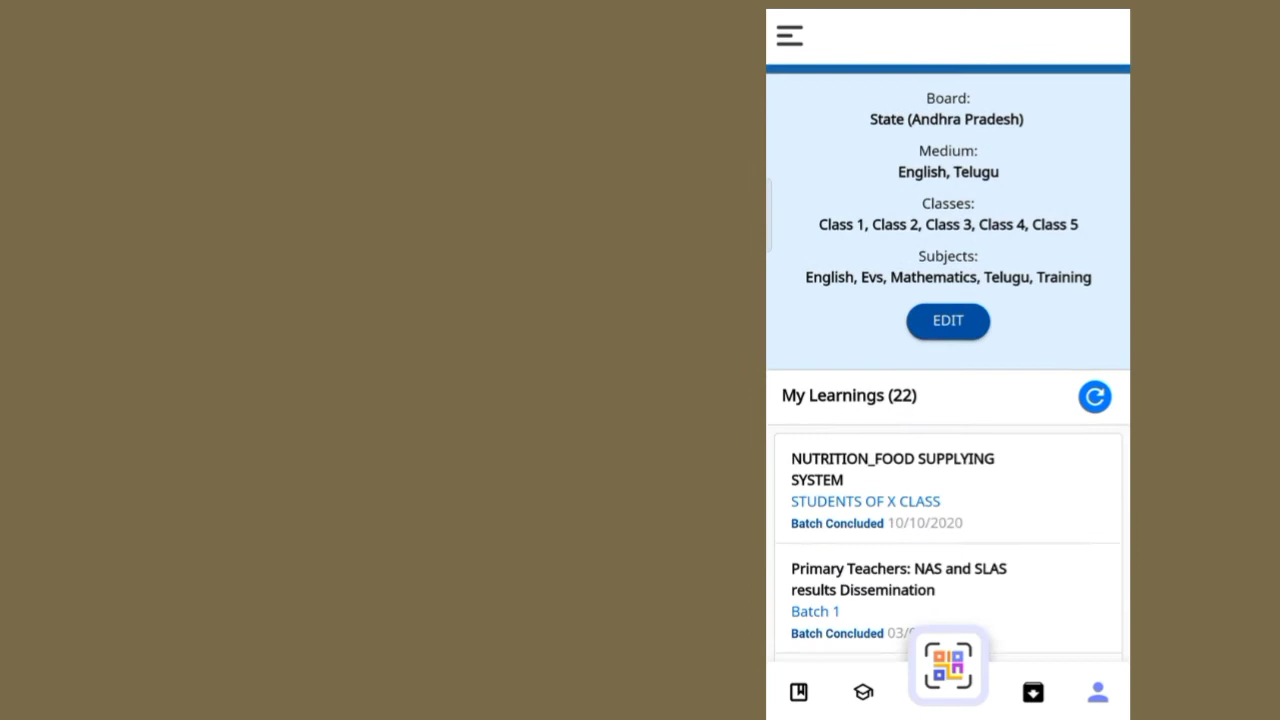 Board:
State (Andhra Pradesh)
Medium:
English, Telugu
Classes:
Class 1, Class 2, Class 3, Class 4, Class 5
Subjects:
English, Evs, Mathematics, Telugu, Training
EDIT
My Learnings (22)
NUTRITION_FOOD SUPPLYING
SYSTEM
STUDENTS OF X CLASS
Batch Concluded 10/10/2020
Primary Teachers: NAS and SLAS
results Dissemination
Batch 1
Batch Concluded 03/